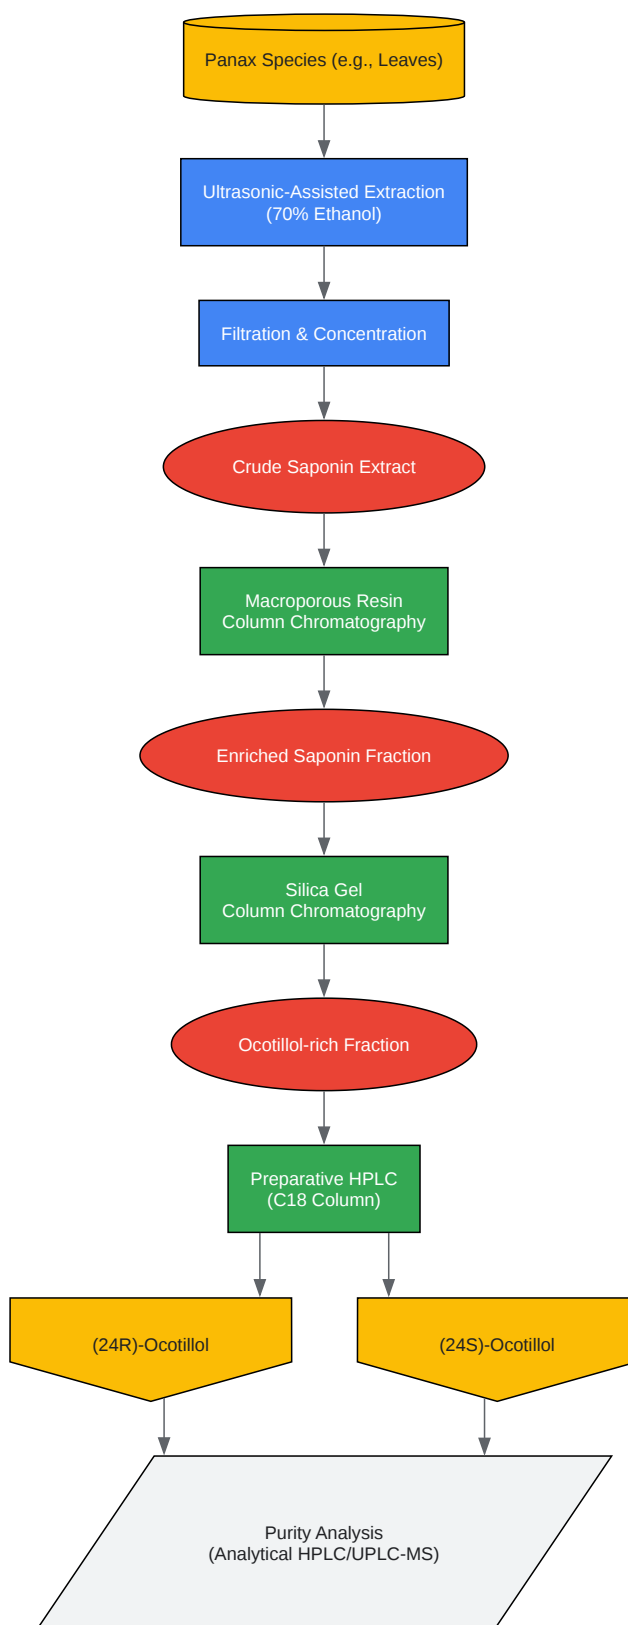 Panax Species (e.g., Leaves)
Ultrasonic-Assisted Extraction
(70% Ethanol)
Filtration & Concentration
Crude Saponin Extract
Macroporous Resin
Column Chromatography
Enriched Saponin Fraction
Silica Gel
Column Chromatography
Ocotillol-rich Fraction
Preparative HPLC
(C18 Column)
(24R)-Ocotillol
(24S)-Ocotillol
Purity Analysis
(Analytical HPLC/UPLC-MS)